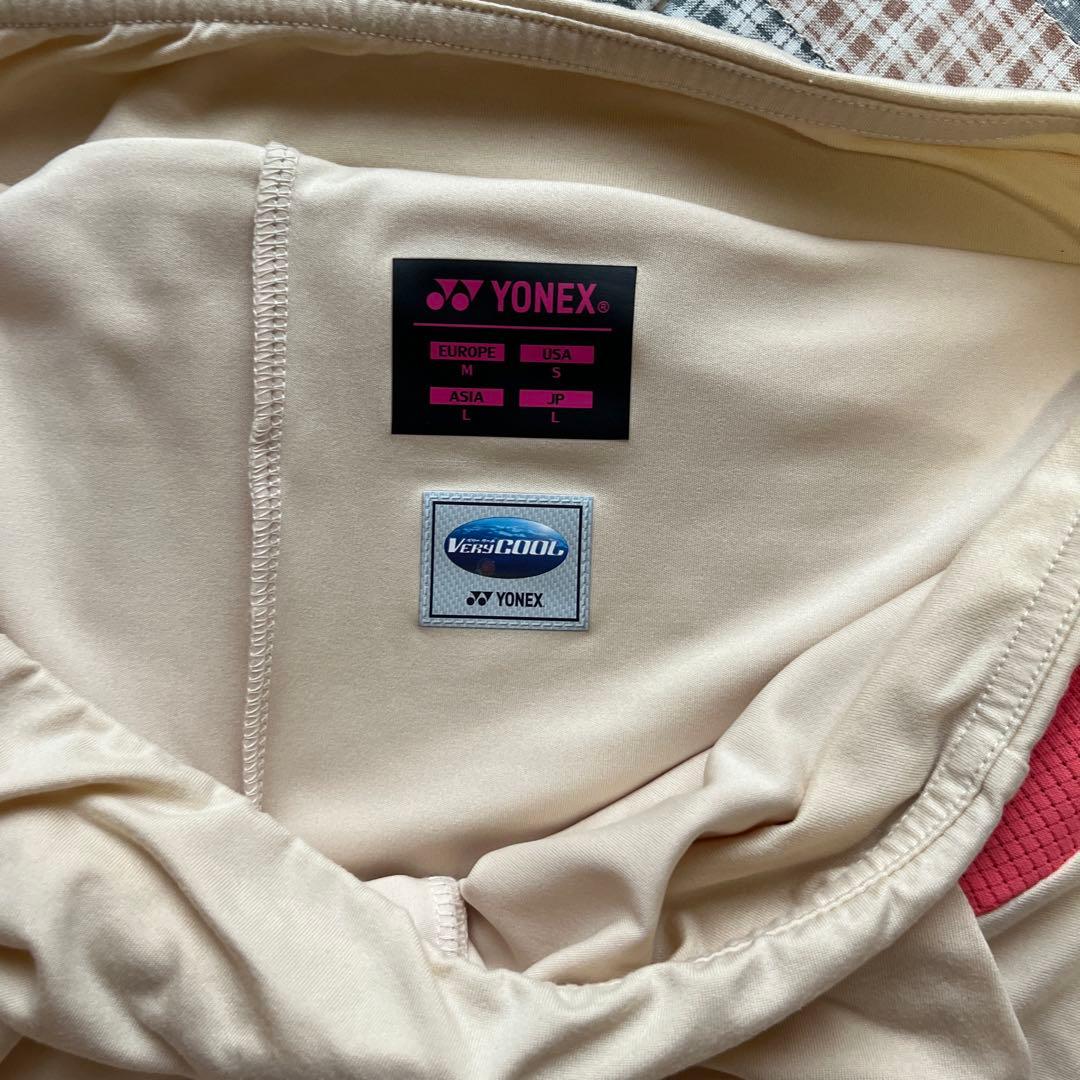 YONEX®
EUROPE USA
M S
ASIA JP
L L
VERYCOOL
YONEX